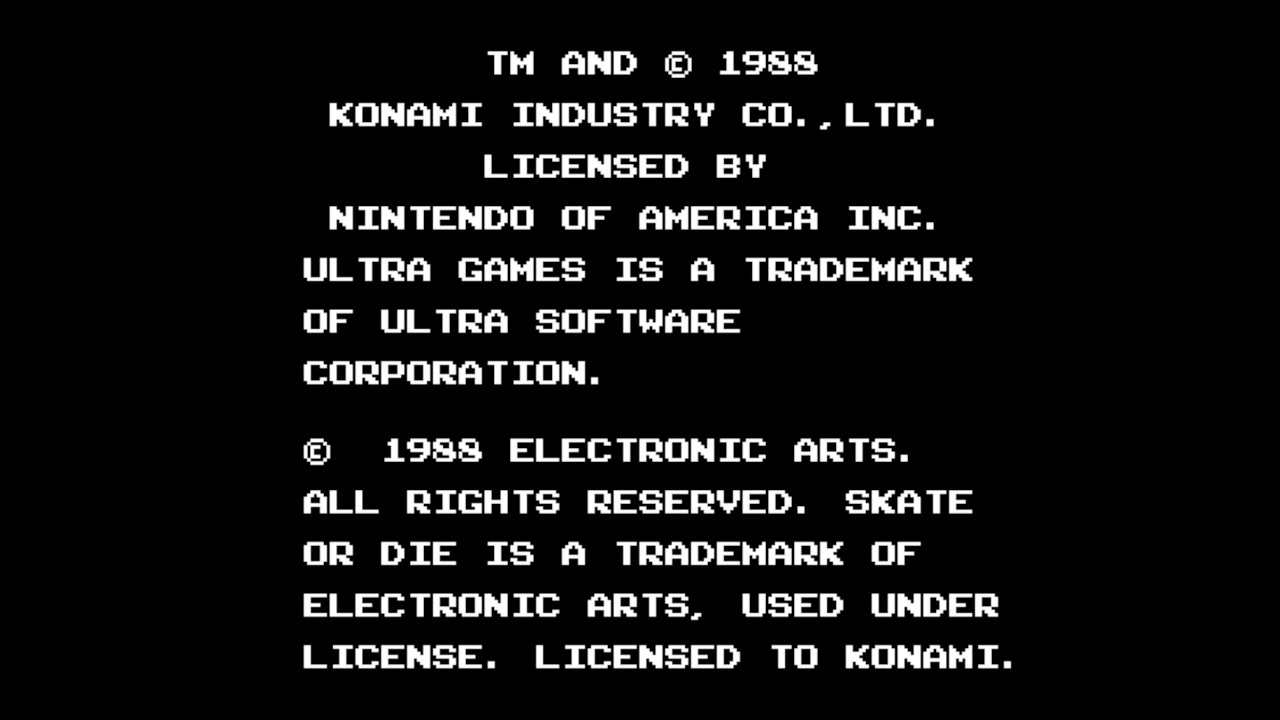 TM AND © 1988
KONAMI INDUSTRY CO.,LTD.
LICENSED BY
NINTENDO OF AMERICA INC.
ULTRA GAMES IS A TRADEMARK
OF ULTRA SOFTWARE
CORPORATION.
© 1988 ELECTRONIC ARTS.
ALL RIGHTS RESERVED. SKATE
OR DIE IS A TRADEMARK OF
ELECTRONIC ARTS, USED UNDER
LICENSE. LICENSED TO KONAMI.